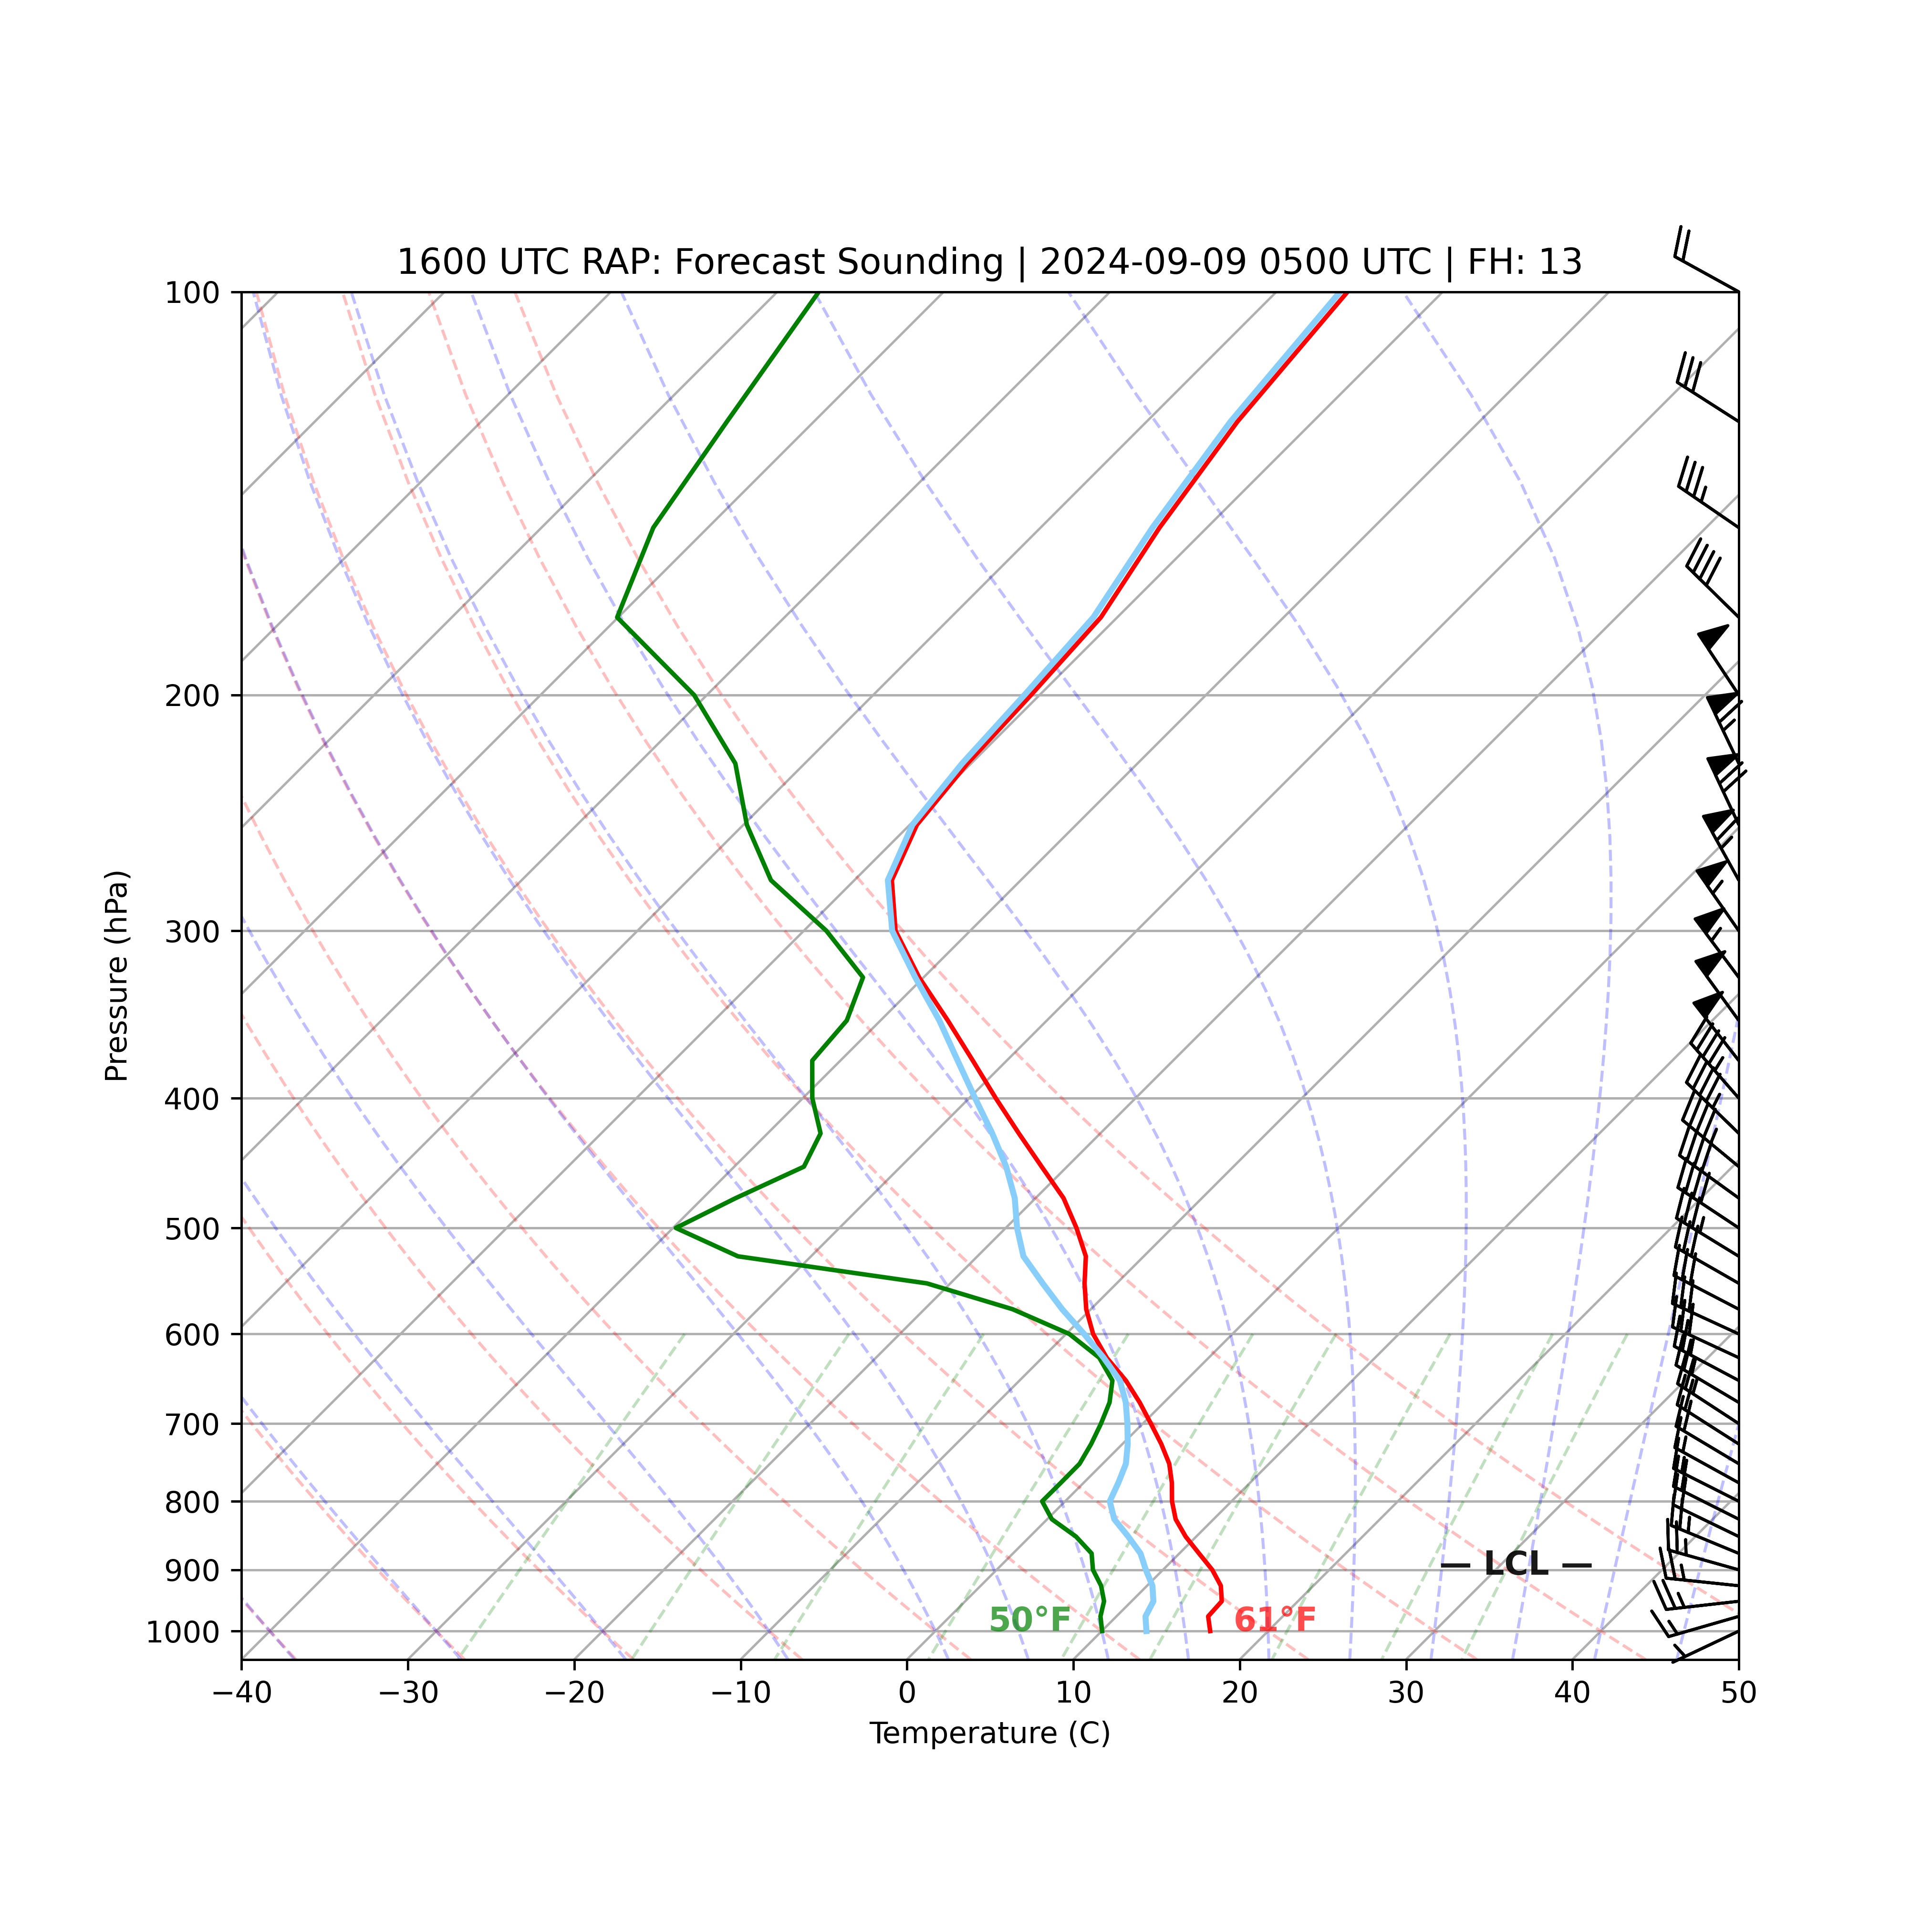 1600 UTC RAP: Forecast Sounding | 2024-09-09 0500 UTC | FH: 13
100
200
300
400
500
600
700
800
900
1000
Pressure (hPa)
— LCL —
50°F
61°F
−40 −30 −20 −10 0 10 20 30 40 50
Temperature (C)